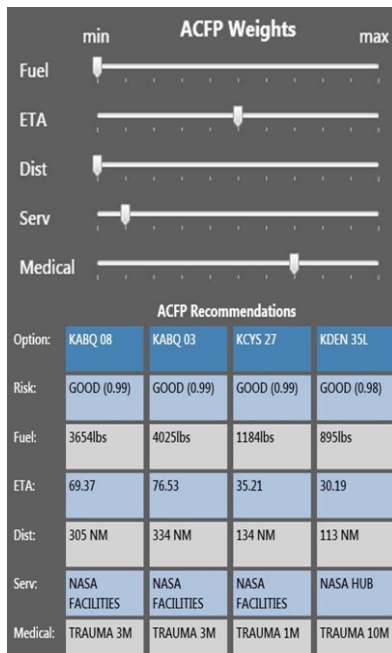 ACFP Weights
min max
Fuel
ETA
Dist
Serv
Medical
ACFP Recommendations
Option: KABQ 08 KABQ 03 KCYS 27 KDEN 35L
Risk: GOOD (0.99) GOOD (0.99) GOOD (0.99) GOOD (0.98)
Fuel: 3654lbs 4025lbs 1184lbs 895lbs
ETA: 69.37 76.53 35.21 30.19
Dist: 305 NM 334 NM 134 NM 113 NM
Serv: NASA NASA NASA NASA HUB
FACILITIES FACILITIES FACILITIES
Medical: TRAUMA 3M TRAUMA 3M TRAUMA 1M TRAUMA 10M